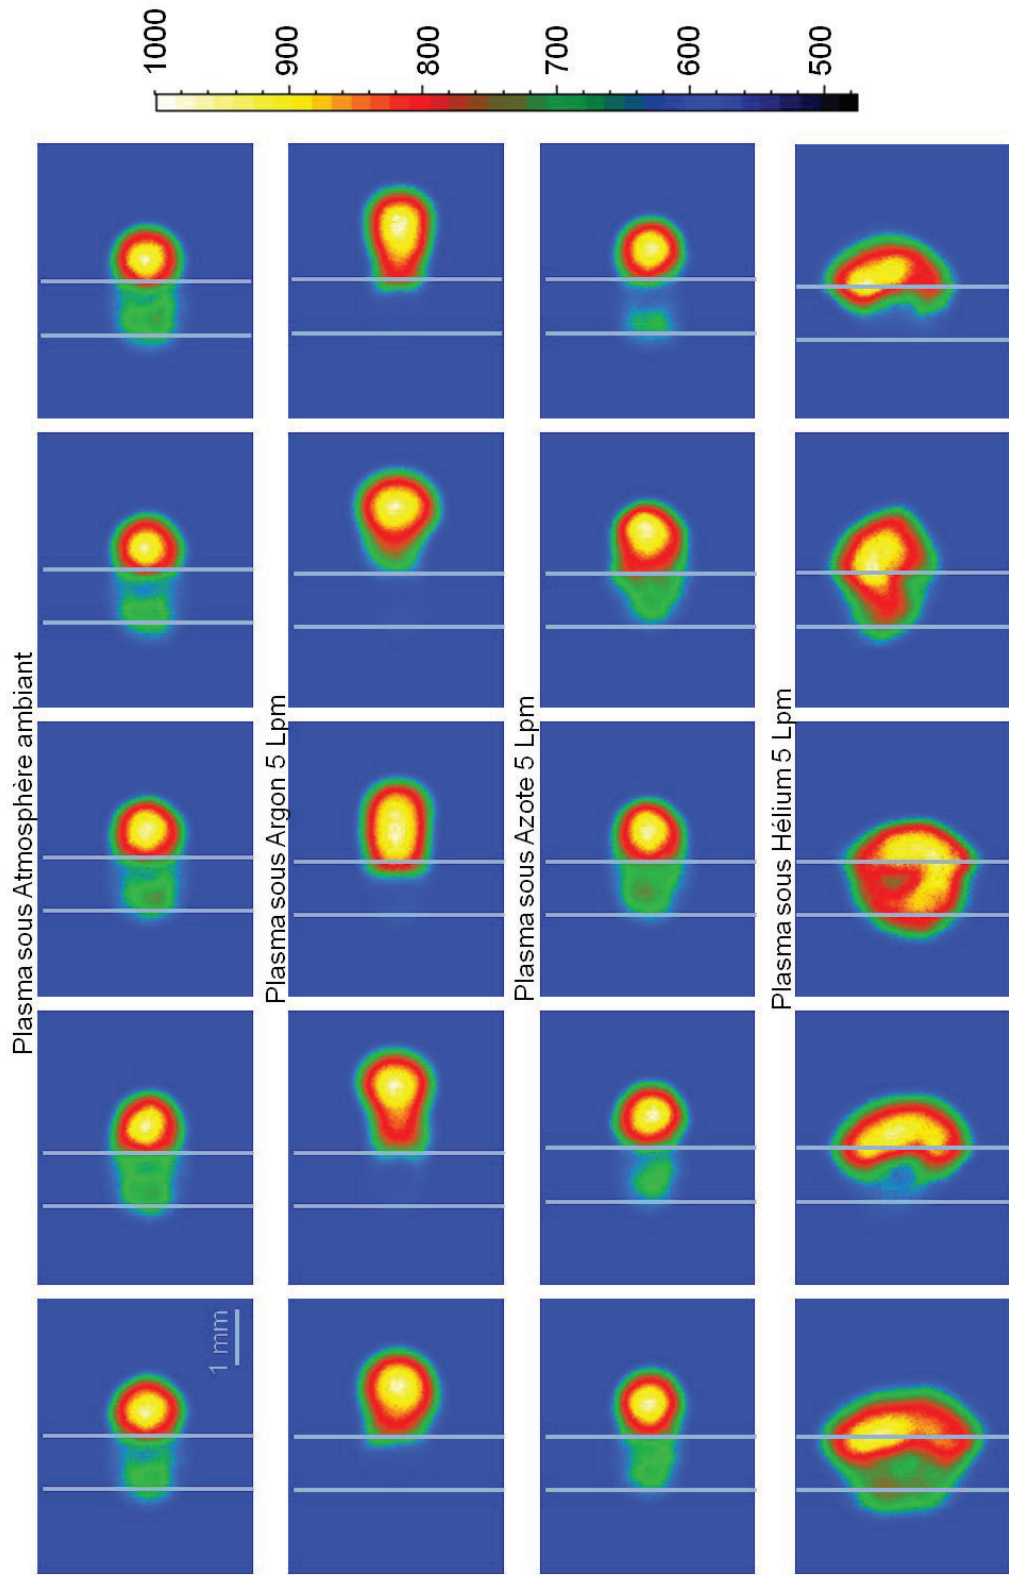 Plasma sous Atmosphère ambiant
1 mm
Plasma sous Argon 5 Lpm
Plasma sous Azote 5 Lpm
Plasma sous Hélium 5 Lpm
1000
900
800
700
600
500